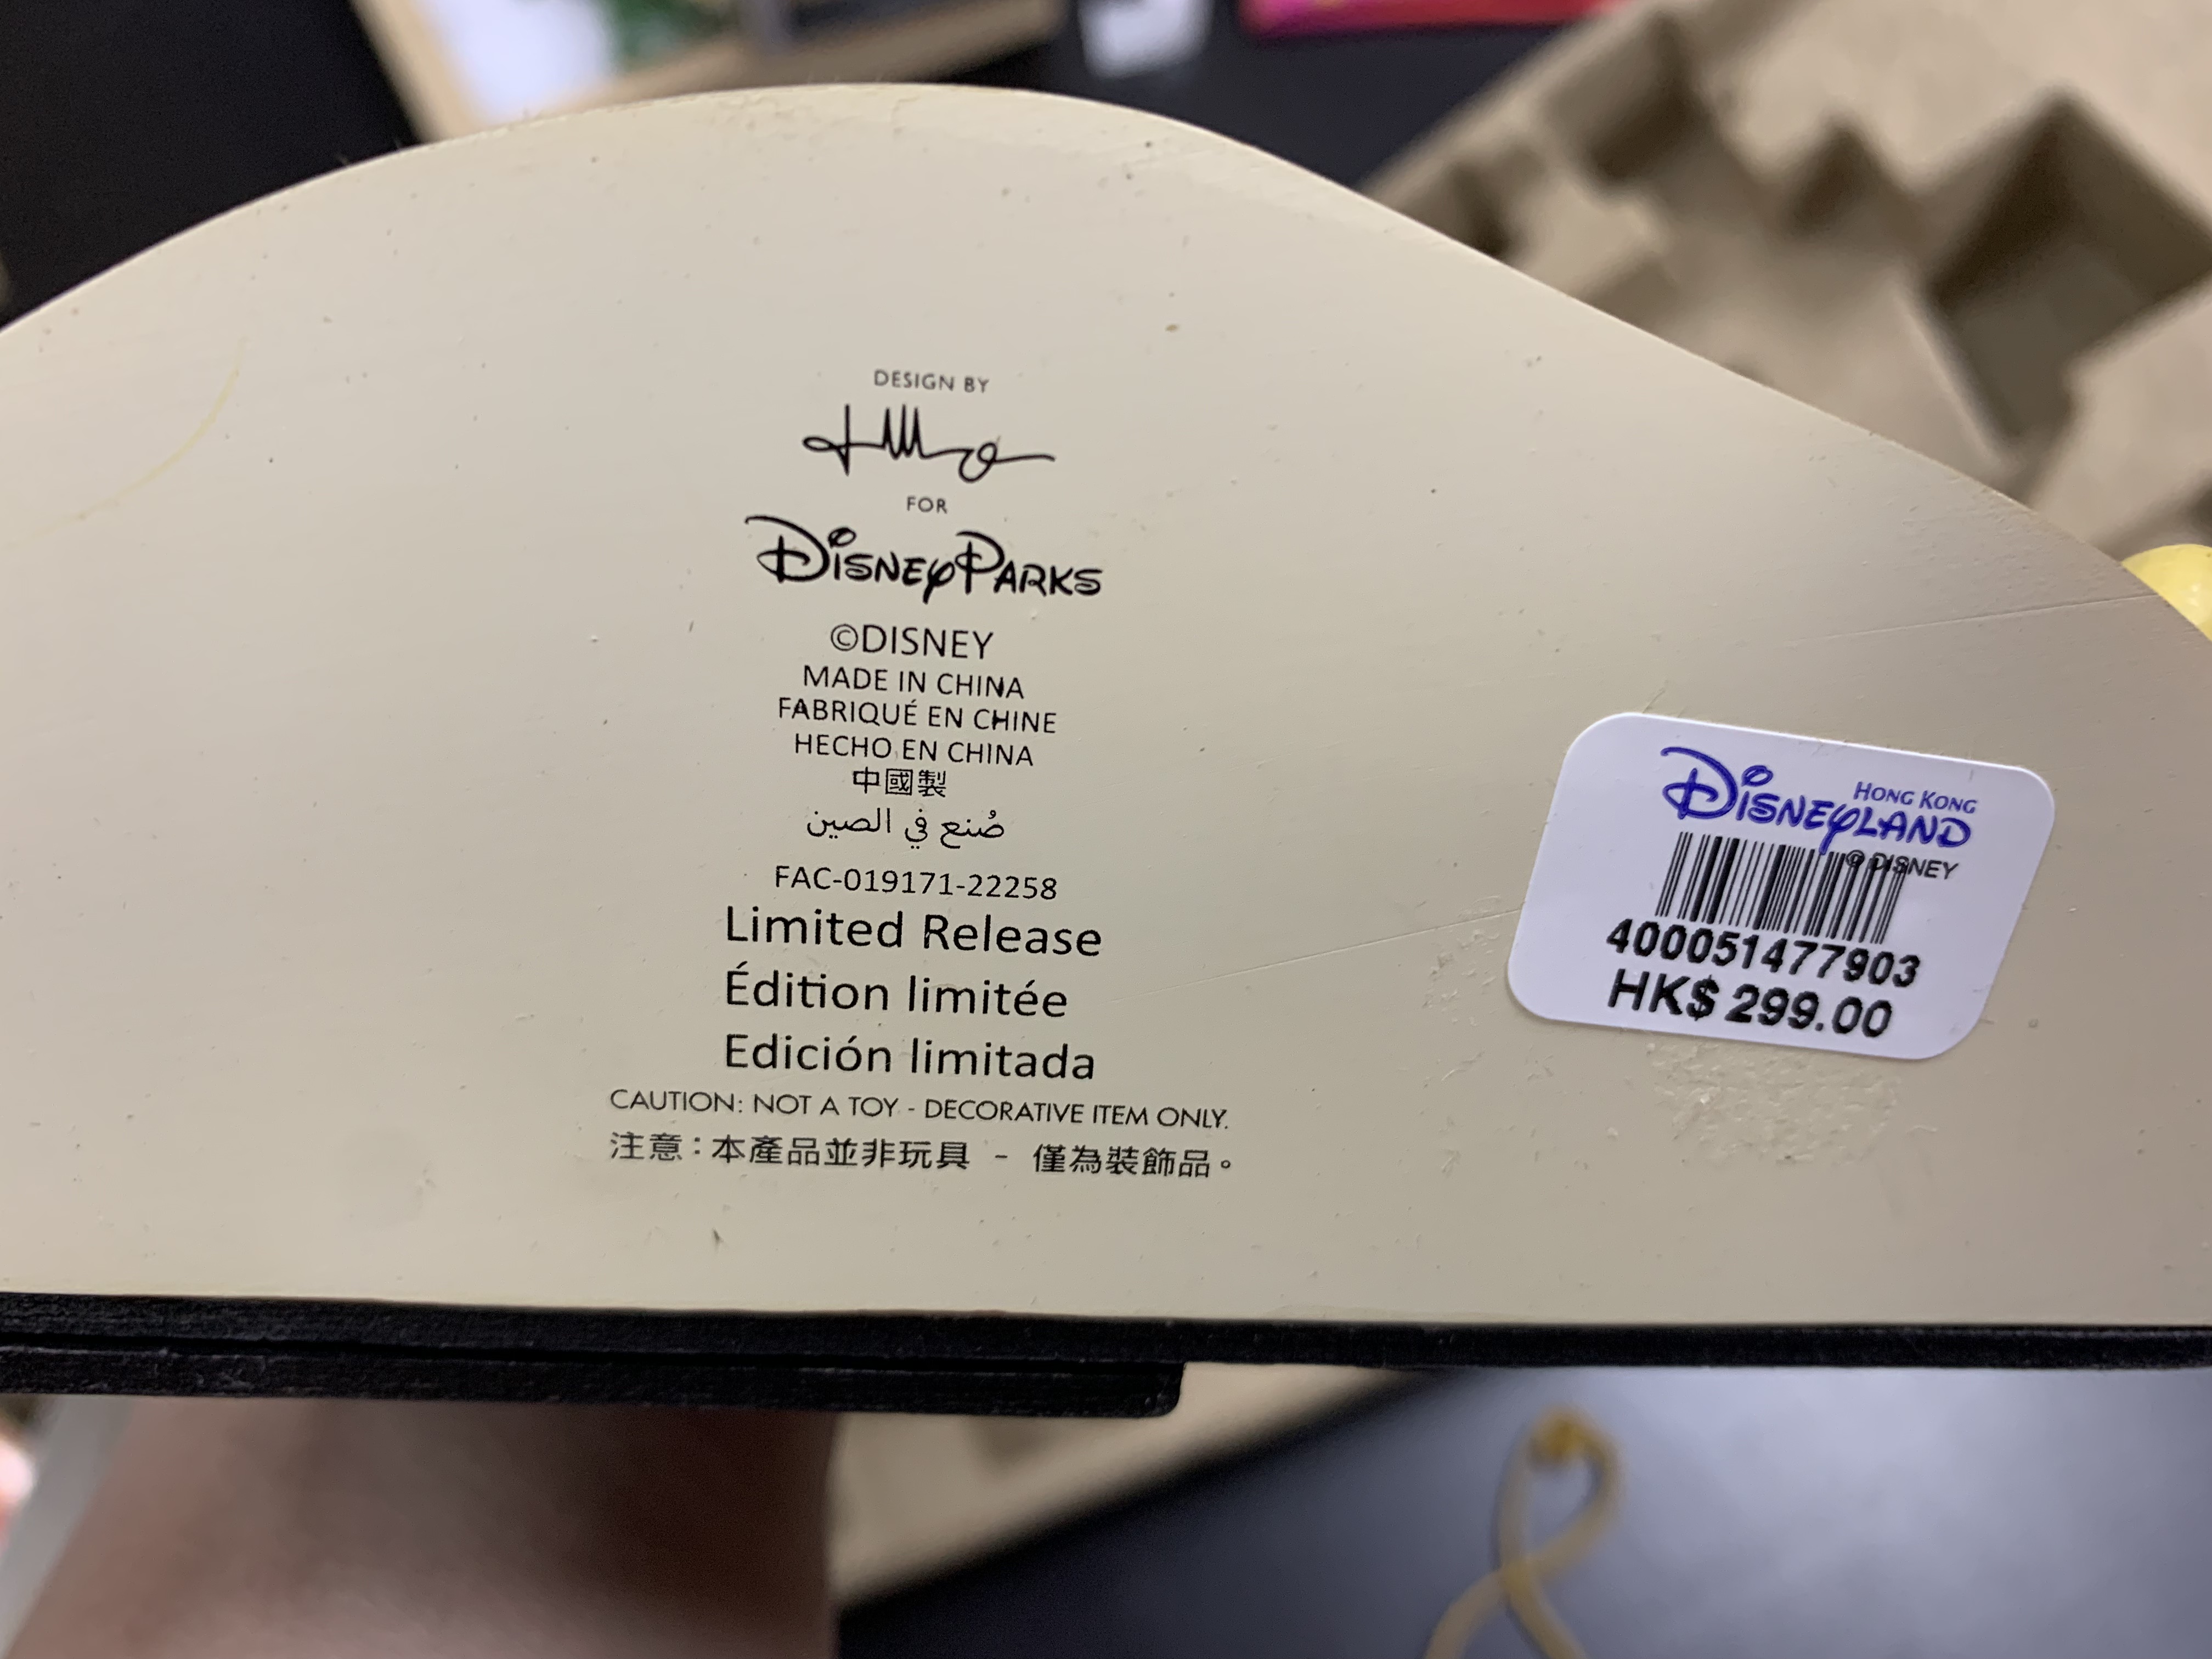 DESIGN BY
FOR
DISNEY PARKS
©DISNEY
MADE IN CHINA
FABRIQUÉ EN CHINE
HECHO EN CHINA
中國製
صُنع في الصين
FAC-019171-22258
Limited Release
Édition limitée
Edición limitada
CAUTION: NOT A TOY - DECORATIVE ITEM ONLY.
注意：本產品並非玩具 - 僅為裝飾品。
HONG KONG
DISNEYLAND
© DISNEY
400051477903
HK$ 299.00